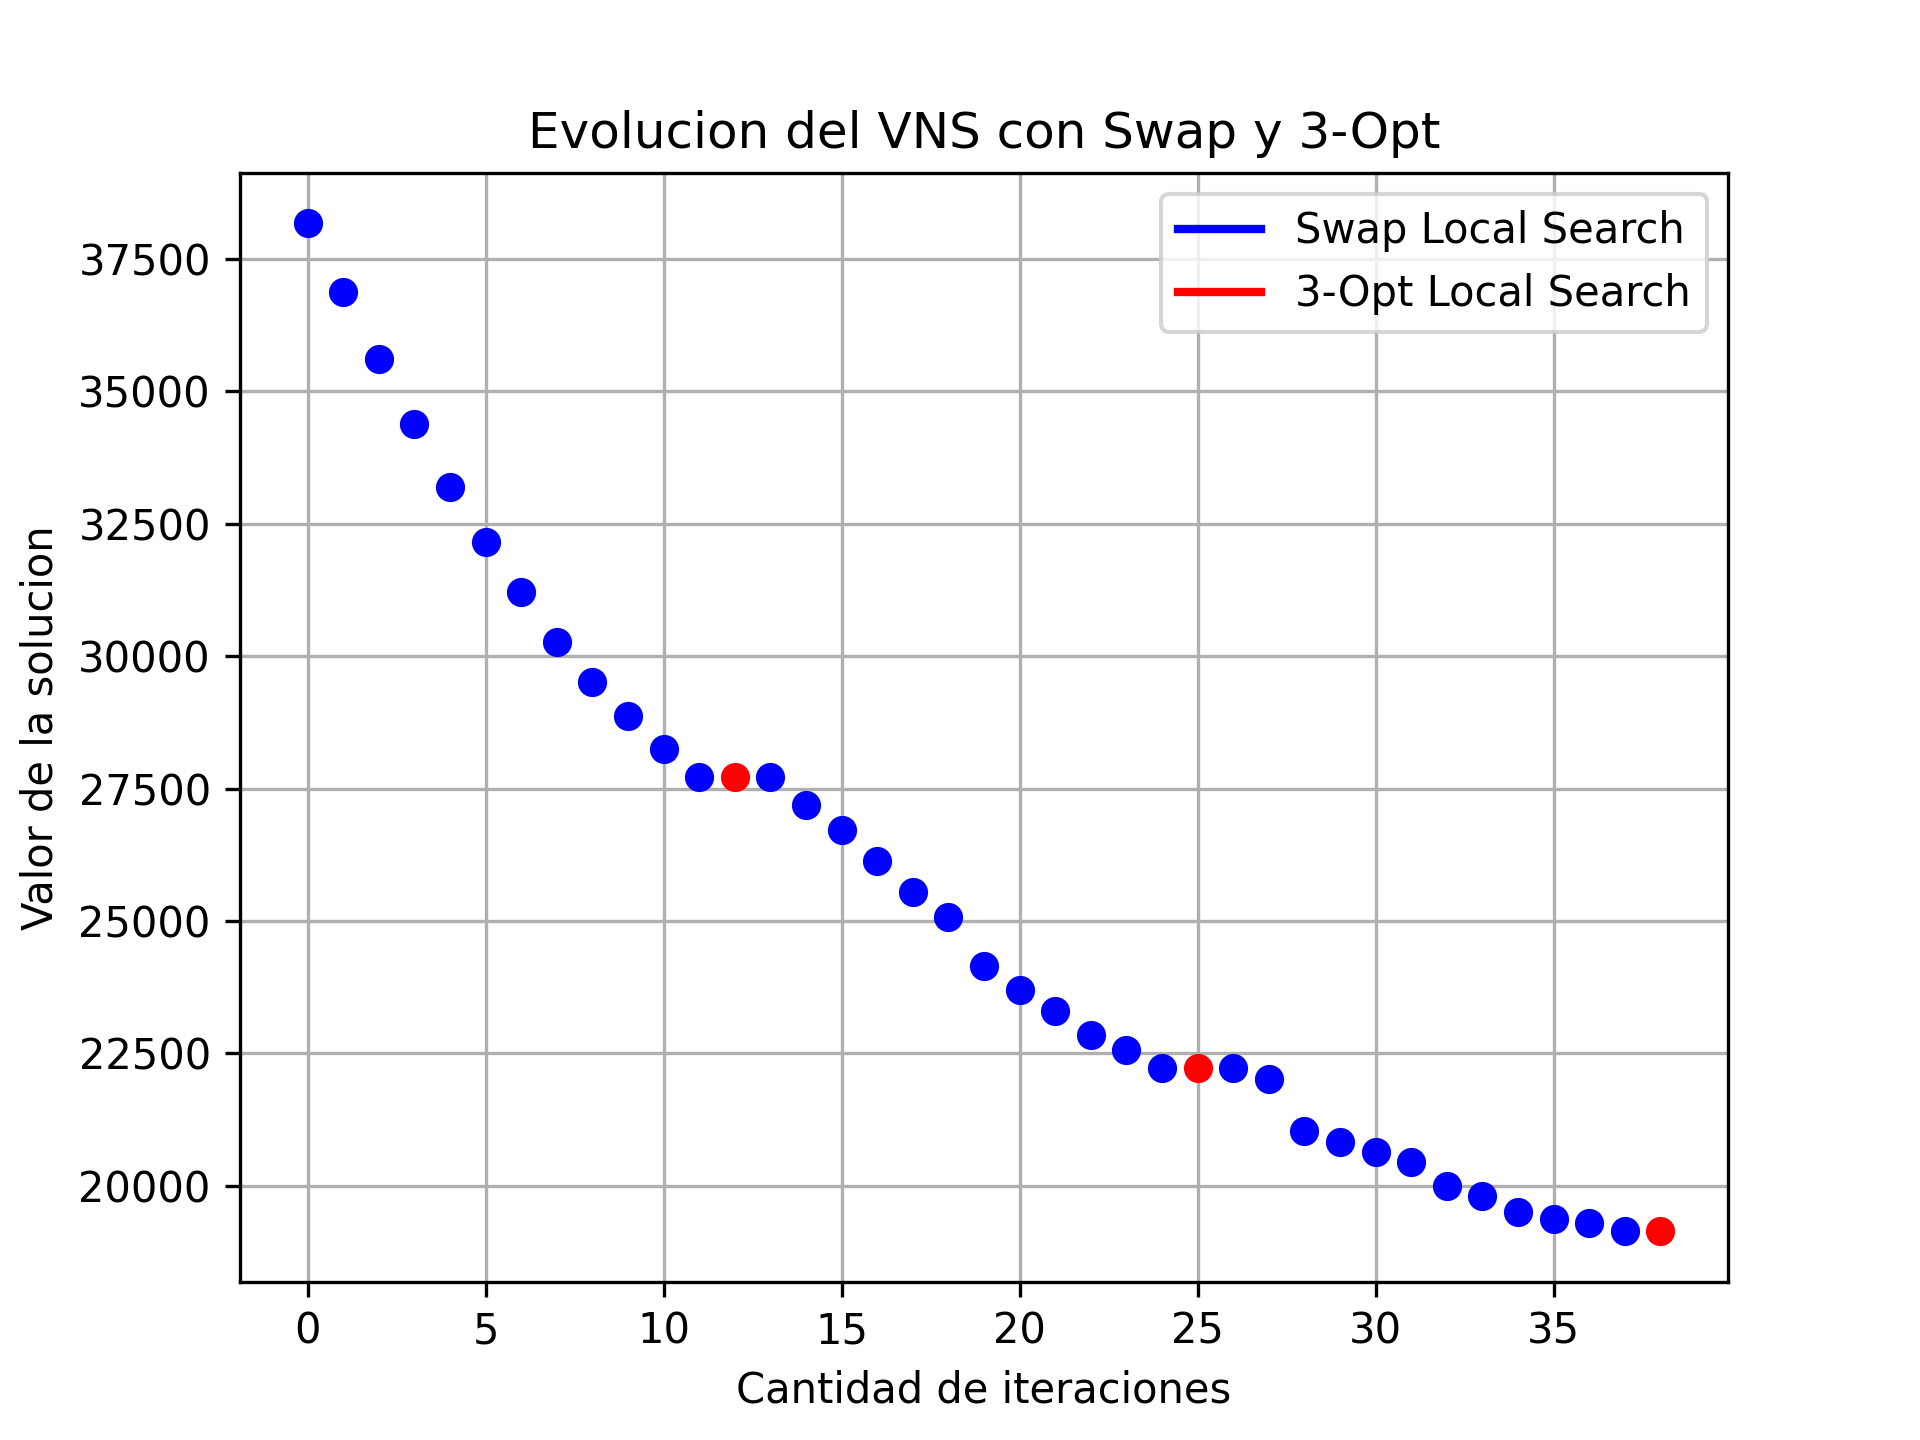 Evolucion del VNS con Swap y 3-Opt
Swap Local Search
3-Opt Local Search
Valor de la solucion
37500
35000
32500
30000
27500
25000
22500
20000
0 5 10 15 20 25 30 35
Cantidad de iteraciones